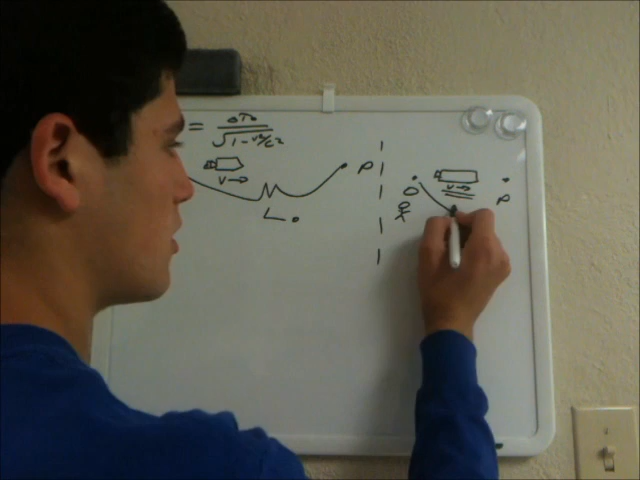 = ΔT₀ / √1-v²/c²
v→
P
L₀
v→
O
P